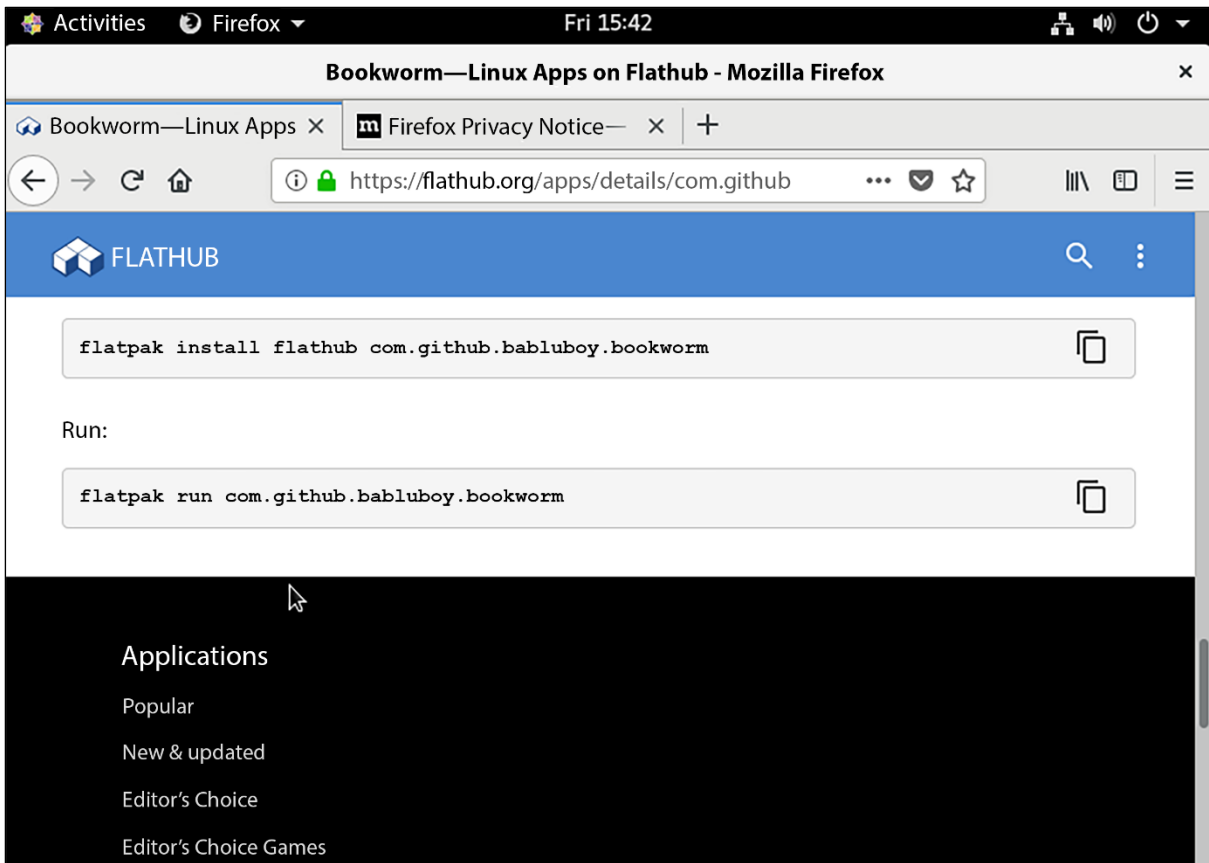 Activities Firefox Fri 15:42
Bookworm—Linux Apps on Flathub - Mozilla Firefox
Bookworm—Linux Apps m Firefox Privacy Notice—
https://flathub.org/apps/details/com.github
FLATHUB
flatpak install flathub com.github.babluboy.bookworm
Run:
flatpak run com.github.babluboy.bookworm
Applications
Popular
New & updated
Editor’s Choice
Editor’s Choice Games